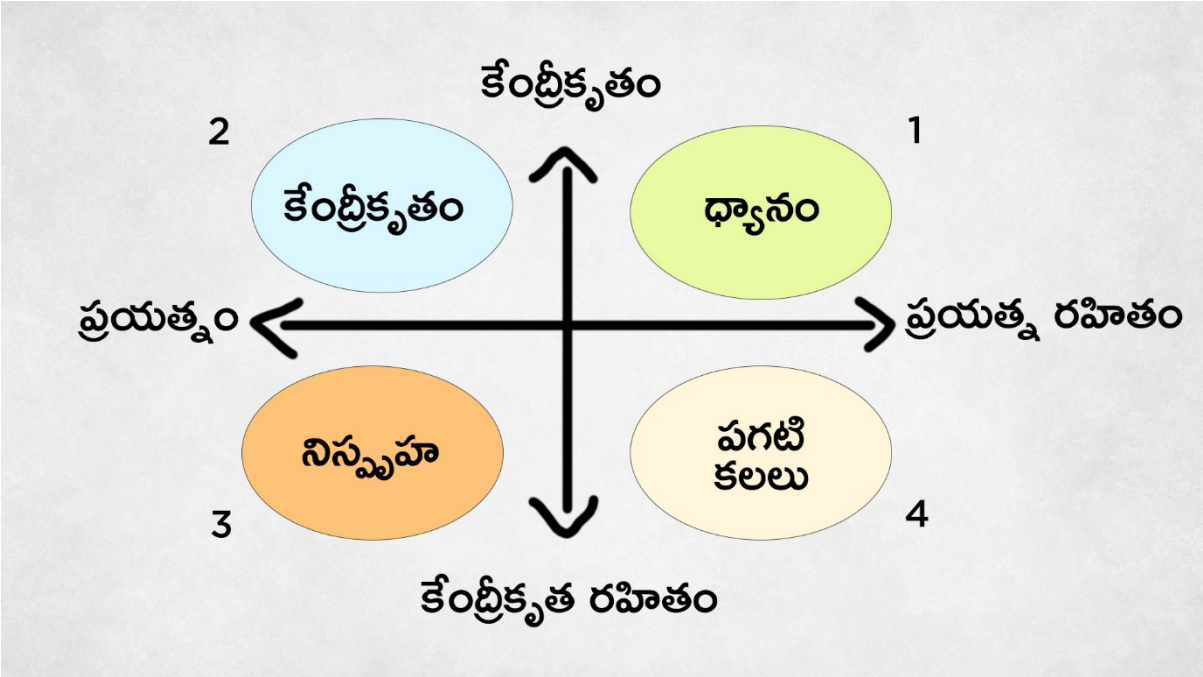 కేంద్రీకృతం
2
1
కేంద్రీకృతం
ధ్యానం
ప్రయత్నం
ప్రయత్న రహితం
నిస్పృహ
పగటి
కలలు
3
4
కేంద్రీకృత రహితం